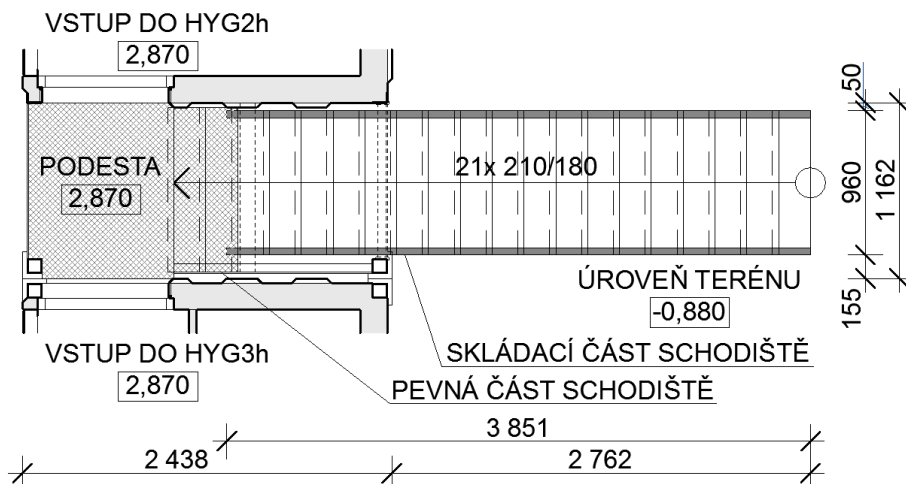 VSTUP DO HYG2h
2,870
PODESTA
2,870
21x 210/180
50
960
1 162
155
ÚROVEŇ TERÉNU
-0,880
SKLÁDACÍ ČÁST SCHODIŠTĚ
VSTUP DO HYG3h
2,870
PEVNÁ ČÁST SCHODIŠTĚ
3 851
2 438
2 762